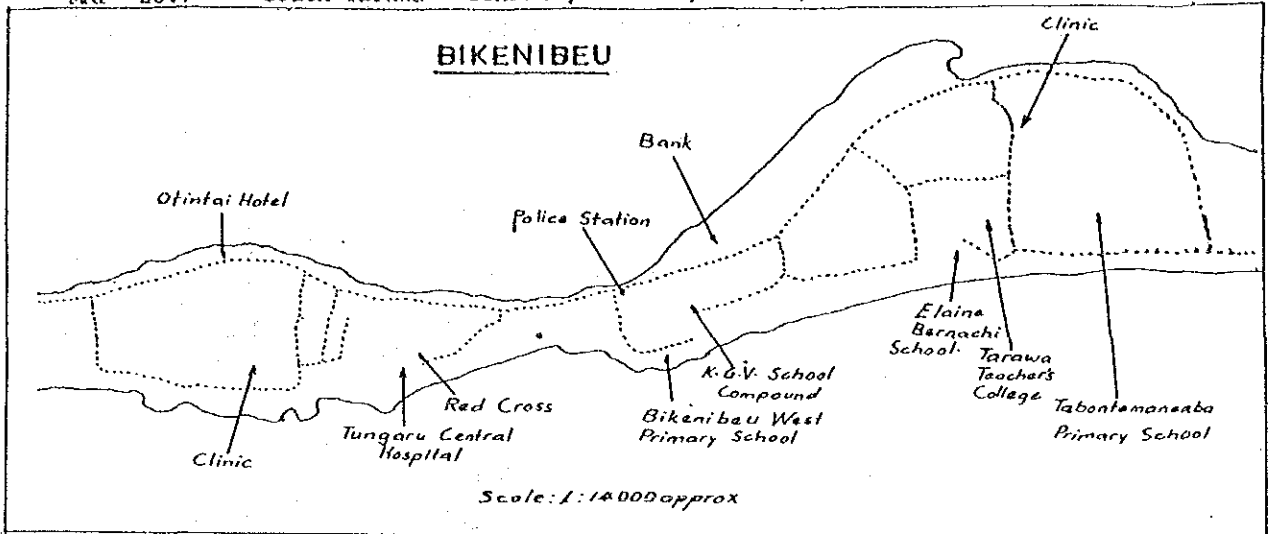 BIKENIBEU
Clinic
Bank
Otintai Hotel
Police Station
Elaine
Bernachi
School.
Tarawa
Teacher's
College
K.G.V. School
Compound
Tabontemaneaba
Primary School
Red Cross
Bikenibeu West
Primary School
Tungaru Central
Hospital
Clinic
Scale: 1:14000 approx